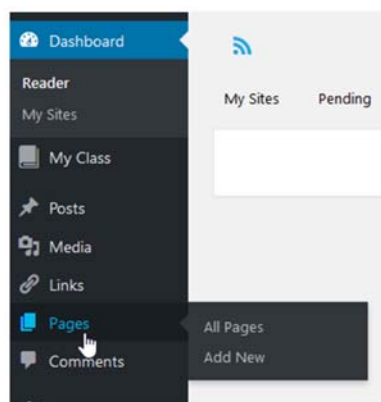 Dashboard
Reader
My Sites
My Class
Posts
Media
Links
Pages
Comments
My Sites Pending
All Pages
Add New